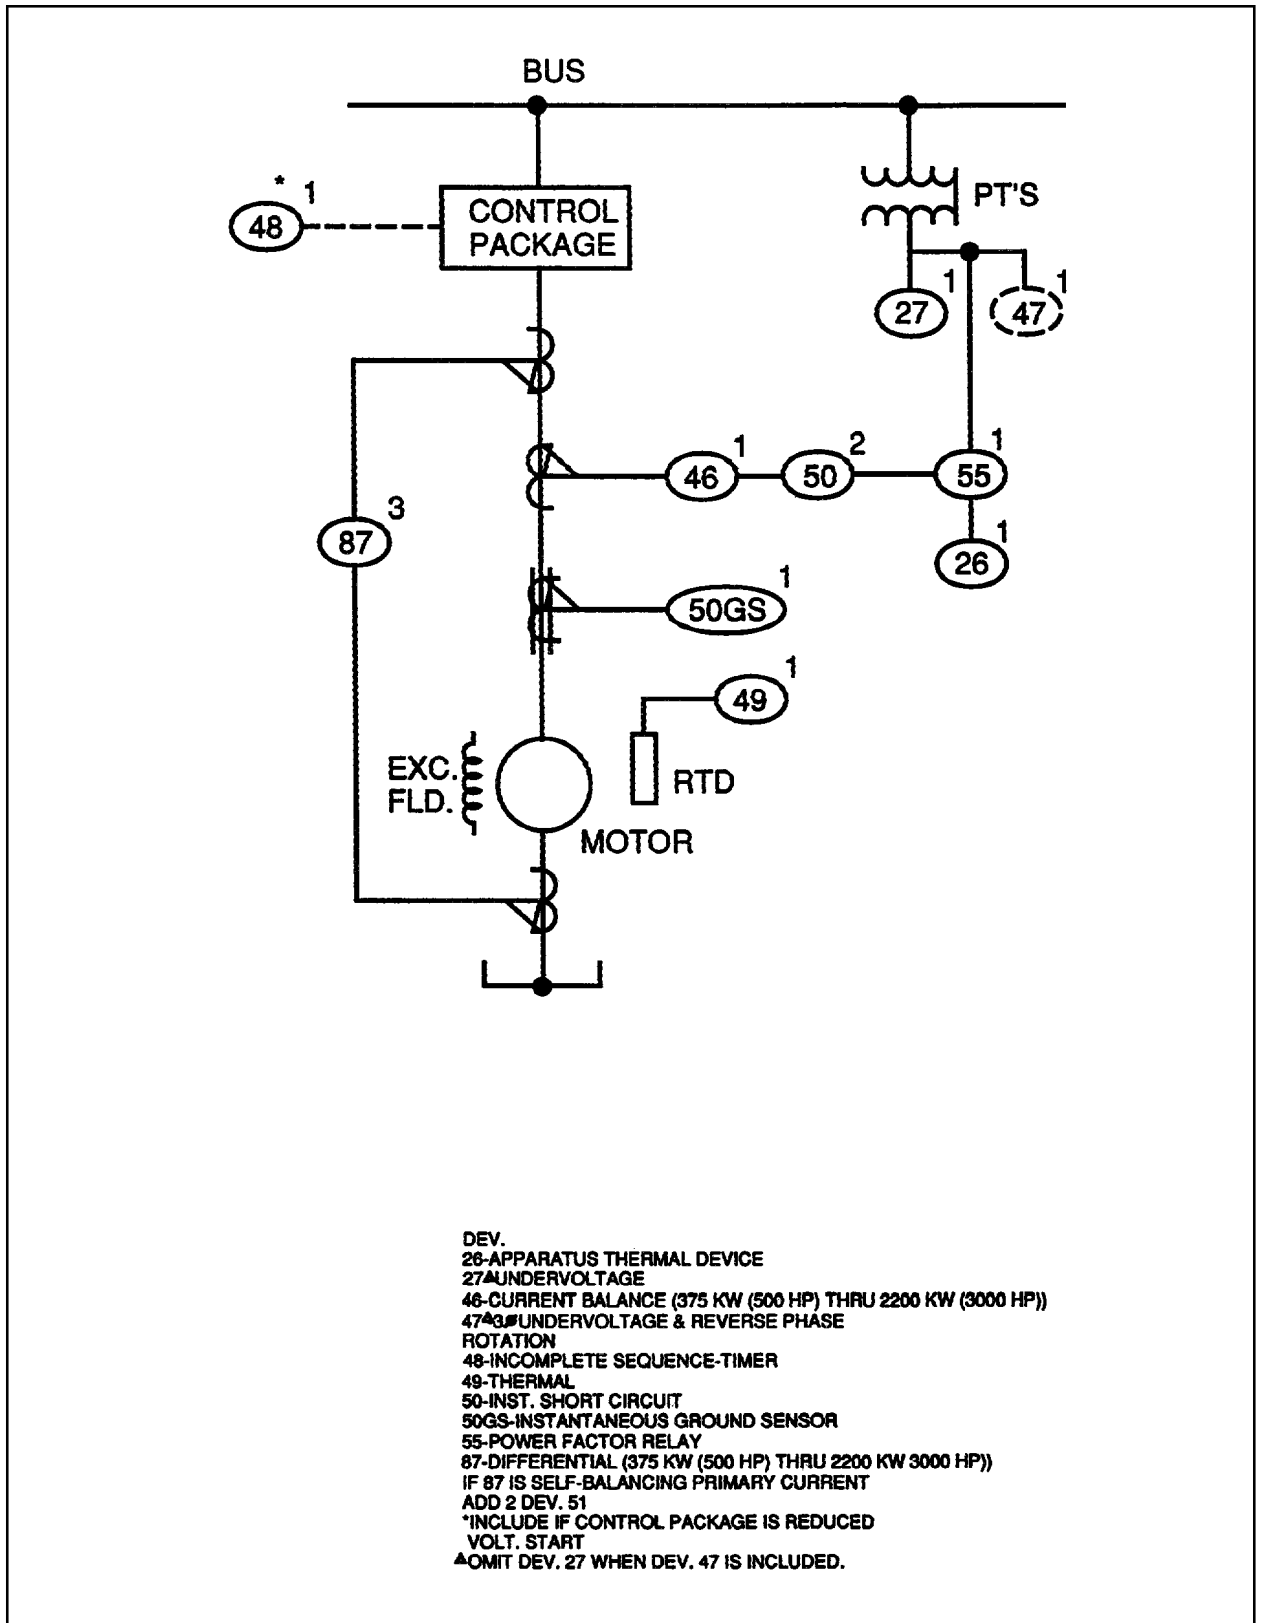 BUS
* 1
48
CONTROL
PACKAGE
PT'S
27
1
47
1
46
1
50
2
55
1
87
3
26
1
50GS
1
49
1
EXC.
FLD.
RTD
MOTOR
DEV.
26-APPARATUS THERMAL DEVICE
27▲UNDERVOLTAGE
46-CURRENT BALANCE (375 KW (500 HP) THRU 2200 KW (3000 HP))
47▲3ø UNDERVOLTAGE & REVERSE PHASE
ROTATION
48-INCOMPLETE SEQUENCE-TIMER
49-THERMAL
50-INST. SHORT CIRCUIT
50GS-INSTANTANEOUS GROUND SENSOR
55-POWER FACTOR RELAY
87-DIFFERENTIAL (375 KW (500 HP) THRU 2200 KW 3000 HP))
IF 87 IS SELF-BALANCING PRIMARY CURRENT
ADD 2 DEV. 51
*INCLUDE IF CONTROL PACKAGE IS REDUCED
VOLT. START
▲OMIT DEV. 27 WHEN DEV. 47 IS INCLUDED.